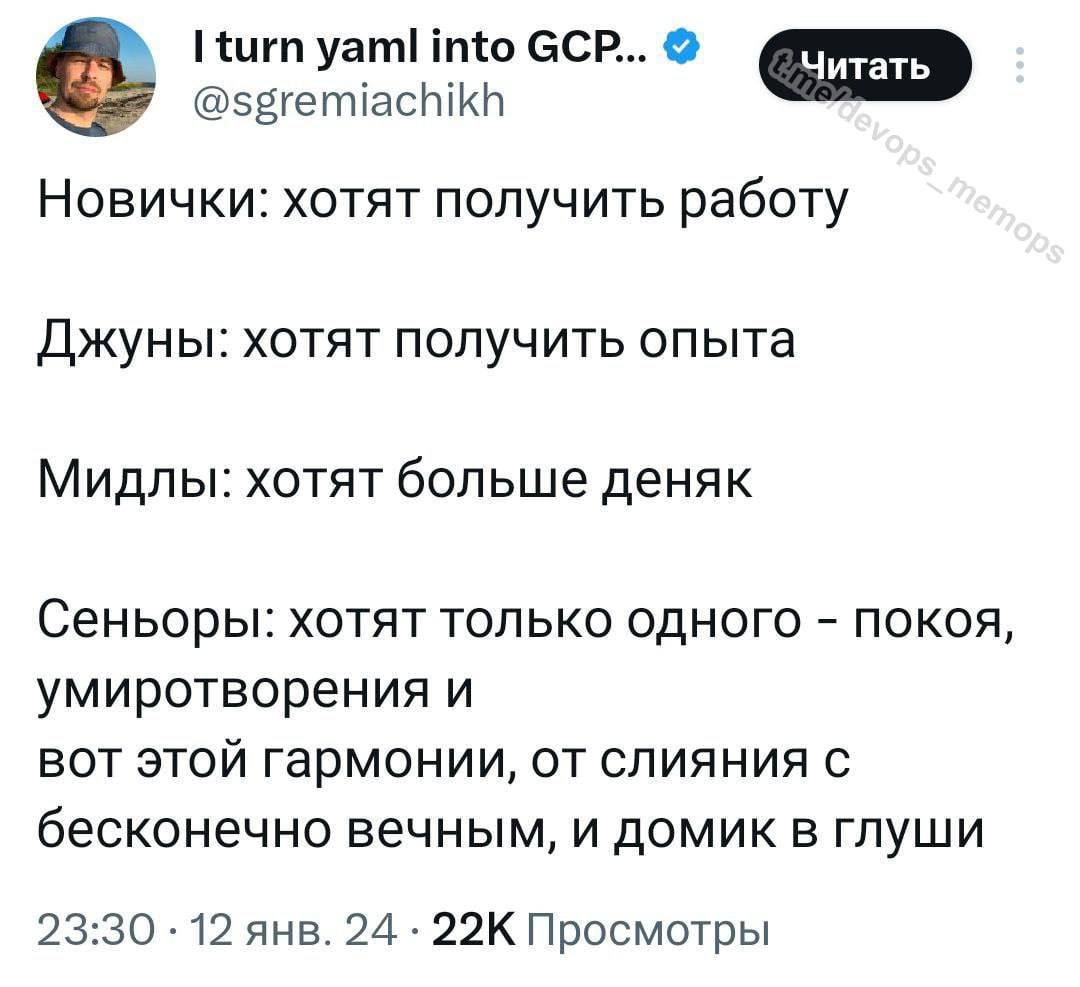 I turn yaml into GCP...
@sgremiachikh
Читать
t.me/devops_memops
Новички: хотят получить работу
Джуны: хотят получить опыта
Мидлы: хотят больше деняк
Сеньоры: хотят только одного - покоя,
умиротворения и
вот этой гармонии, от слияния с
бесконечно вечным, и домик в глуши
23:30 · 12 янв. 24 · 22K Просмотры